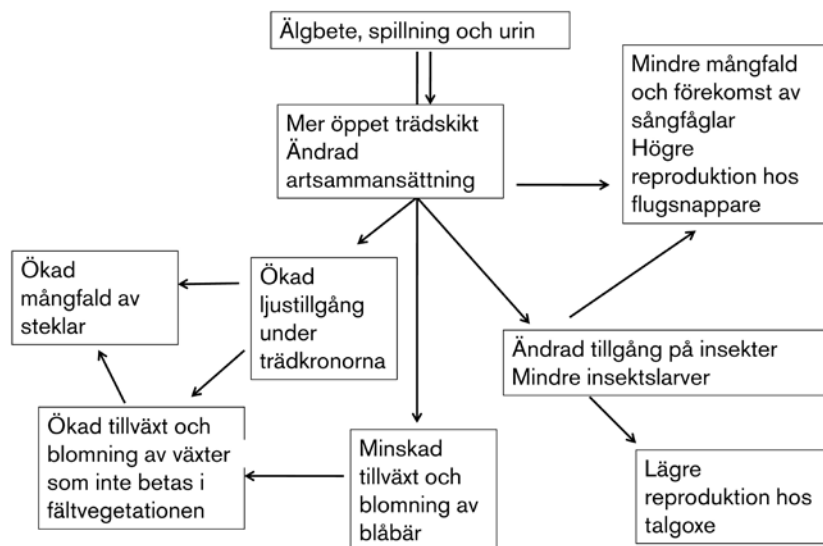 Älgbete, spillning och urin
Mer öppet trädskikt
Ändrad
artsammansättning
Mindre mångfald
och förekomst av
sångfåglar
Högre
reproduktion hos
flugsnappare
Ökad
mångfald av
steklar
Ökad
ljustillgång
under
trädkronorna
Ändrad tillgång på insekter
Mindre insektslarver
Ökad tillväxt och
blomning av växter
som inte betas i
fältvegetationen
Minskad
tillväxt och
blomning av
blåbär
Lägre
reproduktion hos
talgoxe